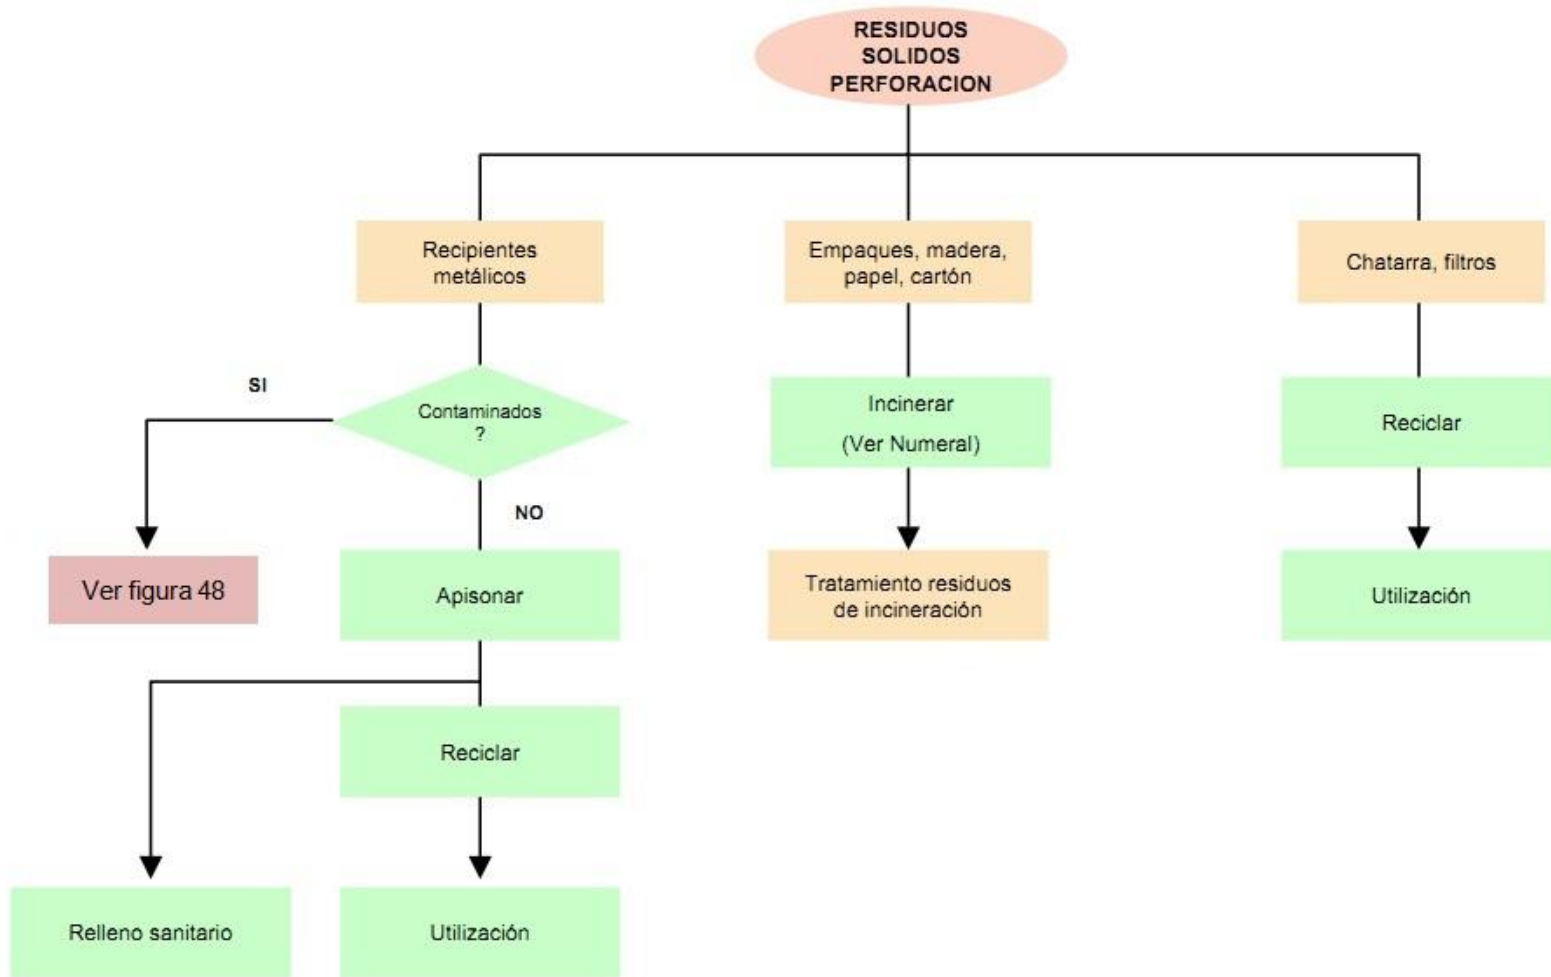 RESIDUOS
SOLIDOS
PERFORACION
Recipientes
metálicos
Empaques, madera,
papel, cartón
Chatarra, filtros
SI
Contaminados
?
Incinerar
(Ver Numeral)
Reciclar
NO
Ver figura 48
Apisonar
Tratamiento residuos
de incineración
Utilización
Reciclar
Relleno sanitario
Utilización